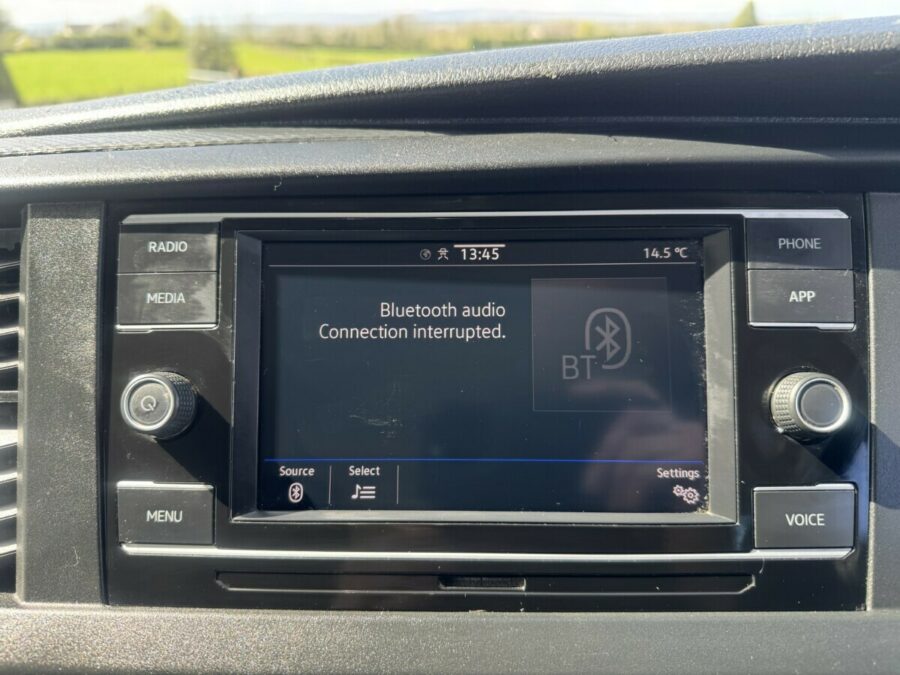 RADIO
MEDIA
MENU
13:45
14.5 °C
Bluetooth audio
Connection interrupted.
BT
Source
Select
Settings
PHONE
APP
VOICE